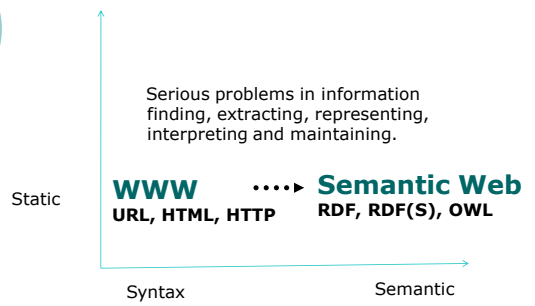 Serious problems in information
finding, extracting, representing,
interpreting and maintaining.
Static
WWW
URL, HTML, HTTP
Semantic Web
RDF, RDF(S), OWL
Syntax
Semantic